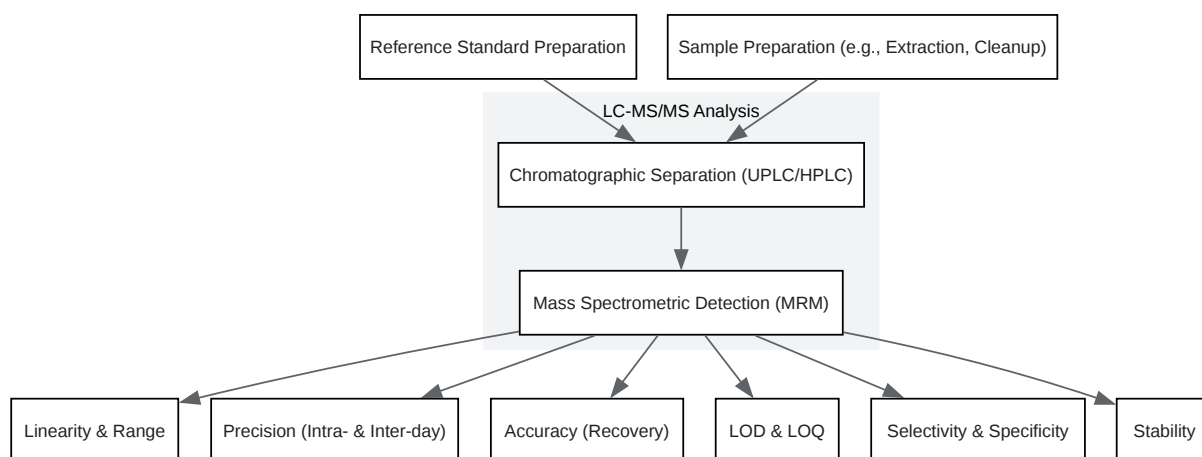 Reference Standard Preparation
Sample Preparation (e.g., Extraction, Cleanup)
LC-MS/MS Analysis
Chromatographic Separation (UPLC/HPLC)
Mass Spectrometric Detection (MRM)
Linearity & Range
Precision (Intra- & Inter-day)
Accuracy (Recovery)
LOD & LOQ
Selectivity & Specificity
Stability